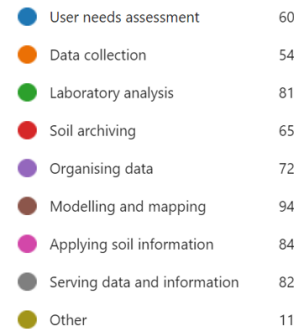 User needs assessment 60
Data collection 54
Laboratory analysis 81
Soil archiving 65
Organising data 72
Modelling and mapping 94
Applying soil information 84
Serving data and information 82
Other 11